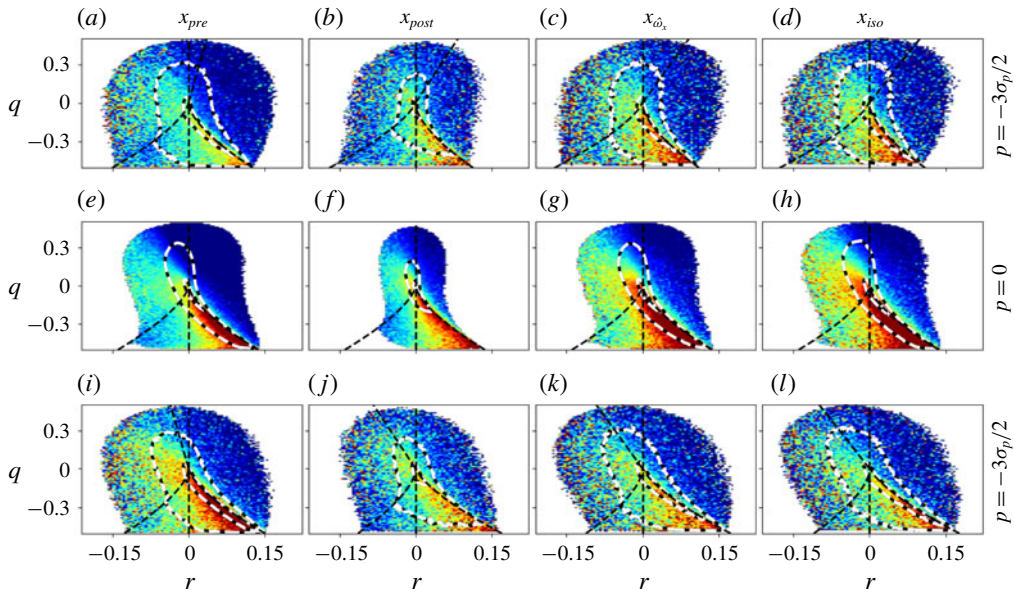 (a) x_pre (b) x_post (c) x_ω̂ₓ (d) x_iso
q 0.3 0 −0.3 p = −3σ_p/2
(e) (f) (g) (h)
q 0.3 0 −0.3 p = 0
(i) (j) (k) (l)
q 0.3 0 −0.3 p = −3σ_p/2
−0.15 0 0.15 −0.15 0 0.15 −0.15 0 0.15 −0.15 0 0.15
r r r r